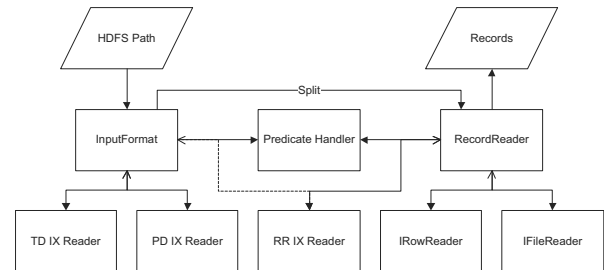 HDFS Path
Records
Split
InputFormat
Predicate Handler
RecordReader
TD IX Reader
PD IX Reader
RR IX Reader
IRowReader
IFileReader